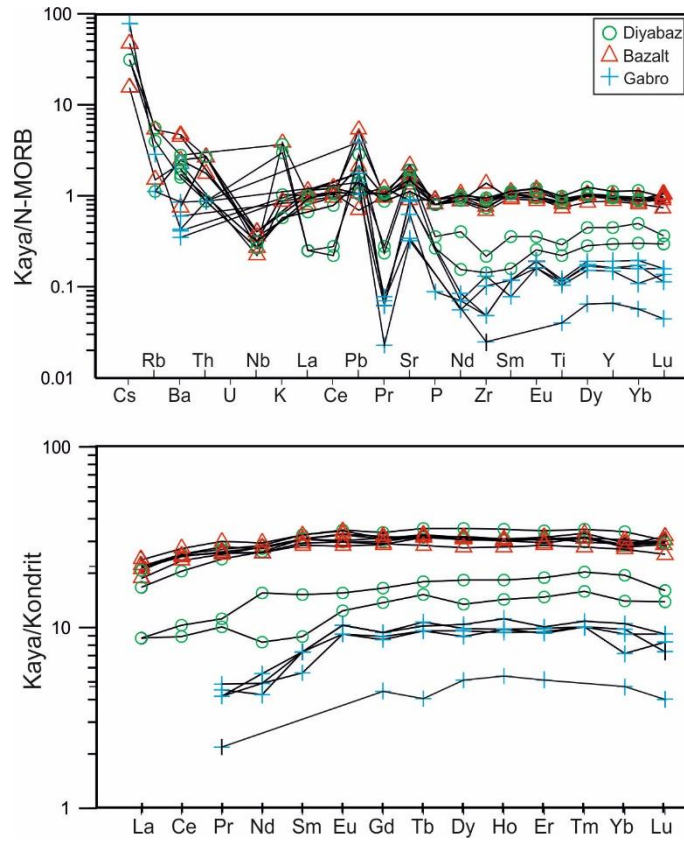 100
10
1
0.1
0.01
Kaya/N-MORB
Diyabaz
Bazalt
Gabro
Rb Th Nb La Pb Sr Nd Sm Ti Y Lu
Cs Ba U K Ce Pr P Zr Eu Dy Yb
100
10
1
Kaya/Kondrit
La Ce Pr Nd Sm Eu Gd Tb Dy Ho Er Tm Yb Lu